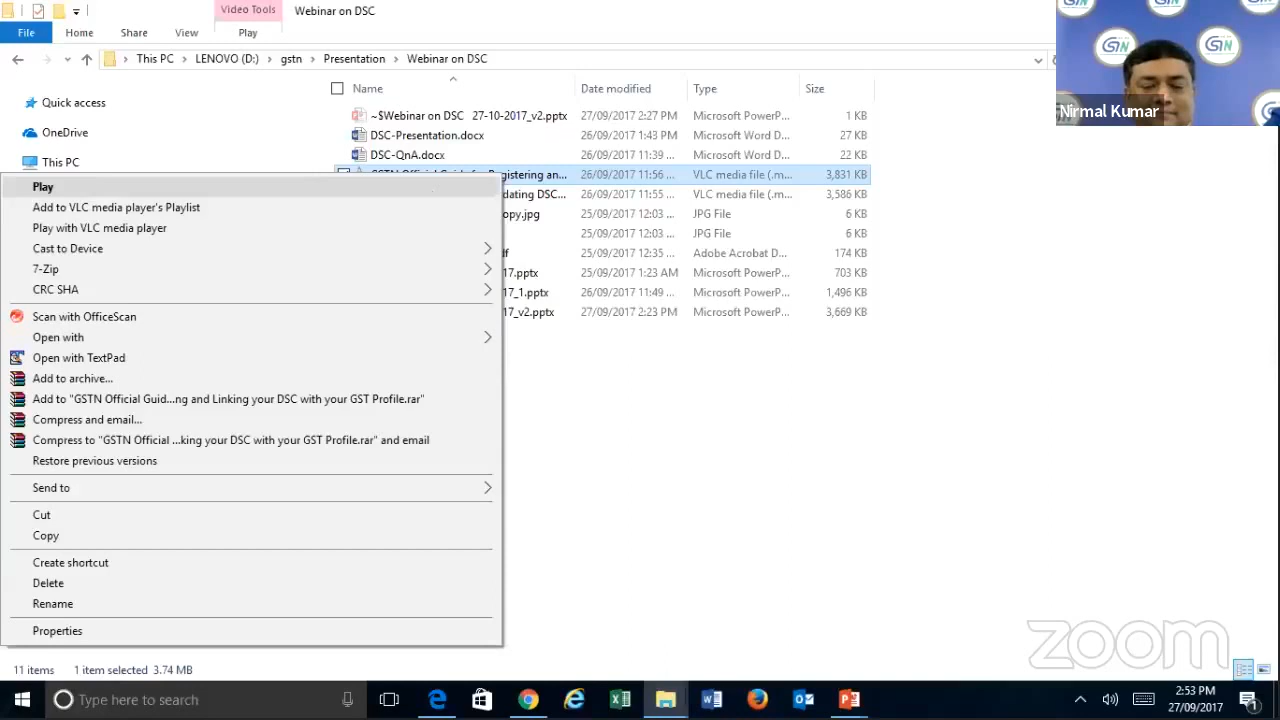 Video Tools
Webinar on DSC
File
Home
Share
View
Play
This PC
LENOVO (D:)
gstn
Presentation
Webinar on DSC
Quick access
OneDrive
This PC
Name
Date modified
Type
Size
~$Webinar on DSC 27-10-2017_v2.pptx 27/09/2017 2:27 PM Microsoft PowerP... 1 KB
DSC-Presentation.docx 26/09/2017 1:43 PM Microsoft Word D... 27 KB
DSC-QnA.docx 26/09/2017 11:39 ... Microsoft Word D... 22 KB
GSTN Official Guide for Registering an... 26/09/2017 11:56 ... VLC media file (.m... 3,831 KB
dating DSC... 26/09/2017 11:55 ... VLC media file (.m... 3,586 KB
opy.jpg 25/09/2017 12:03 ... JPG File 6 KB
25/09/2017 12:03 ... JPG File 6 KB
df 25/09/2017 12:35 ... Adobe Acrobat D... 174 KB
17.pptx 25/09/2017 1:23 AM Microsoft PowerP... 703 KB
17_1.pptx 26/09/2017 11:49 ... Microsoft PowerP... 1,496 KB
17_v2.pptx 27/09/2017 2:23 PM Microsoft PowerP... 3,669 KB
Play
Add to VLC media player's Playlist
Play with VLC media player
Cast to Device
7-Zip
CRC SHA
Scan with OfficeScan
Open with
Open with TextPad
Add to archive...
Add to "GSTN Official Guid...ng and Linking your DSC with your GST Profile.rar"
Compress and email...
Compress to "GSTN Official ...king your DSC with your GST Profile.rar" and email
Restore previous versions
Send to
Cut
Copy
Create shortcut
Delete
Rename
Properties
11 items 1 item selected 3.74 MB
Nirmal Kumar
zoom
Type here to search
2:53 PM
27/09/2017